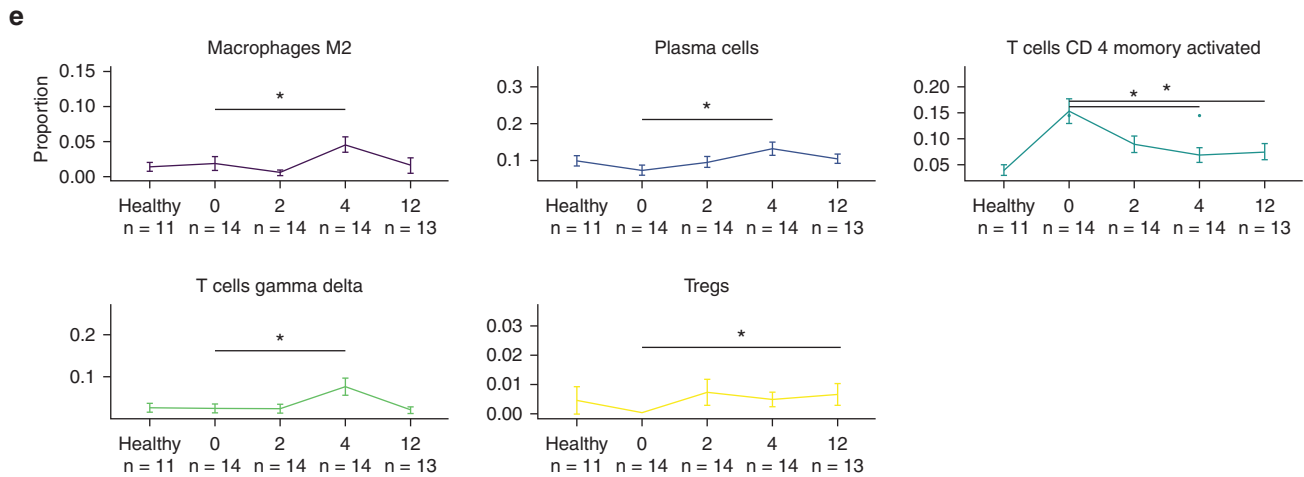 e
Macrophages M2
Proportion
0.15
0.10
0.05
0.00
*
Healthy 0 2 4 12
n = 11 n = 14 n = 14 n = 14 n = 13
Plasma cells
0.3
0.2
0.1
*
Healthy 0 2 4 12
n = 11 n = 14 n = 14 n = 14 n = 13
T cells CD 4 momory activated
0.20
0.15
0.10
0.05
* *
Healthy 0 2 4 12
n = 11 n = 14 n = 14 n = 14 n = 13
T cells gamma delta
0.2
0.1
*
Healthy 0 2 4 12
n = 11 n = 14 n = 14 n = 14 n = 13
Tregs
0.03
0.02
0.01
0.00
*
Healthy 0 2 4 12
n = 11 n = 14 n = 14 n = 14 n = 13